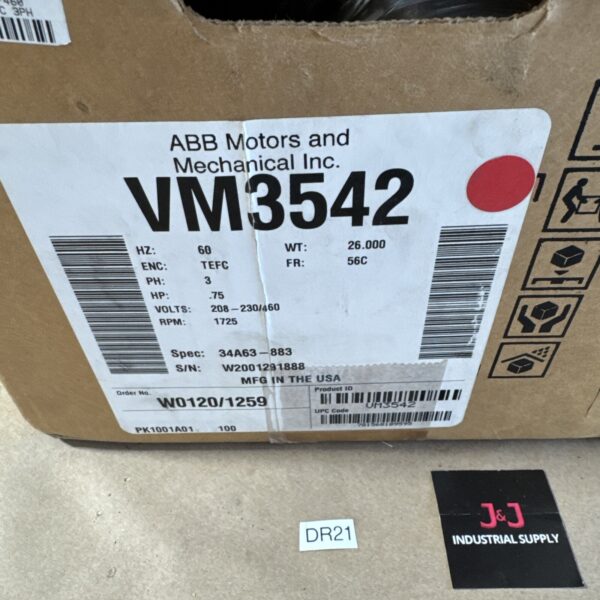 3PH
ABB Motors and
Mechanical Inc.
VM3542
HZ: 60 WT: 26.000
ENC: TEFC FR: 56C
PH: 3
HP: .75
VOLTS: 208-230/460
RPM: 1725
Spec: 34A63-883
S/N: W2001291888
MFG IN THE USA
Order No. W0120/1259
Product ID
VM3542
UPC Code
PK1001A01 100
DR21
J&J
INDUSTRIAL SUPPLY